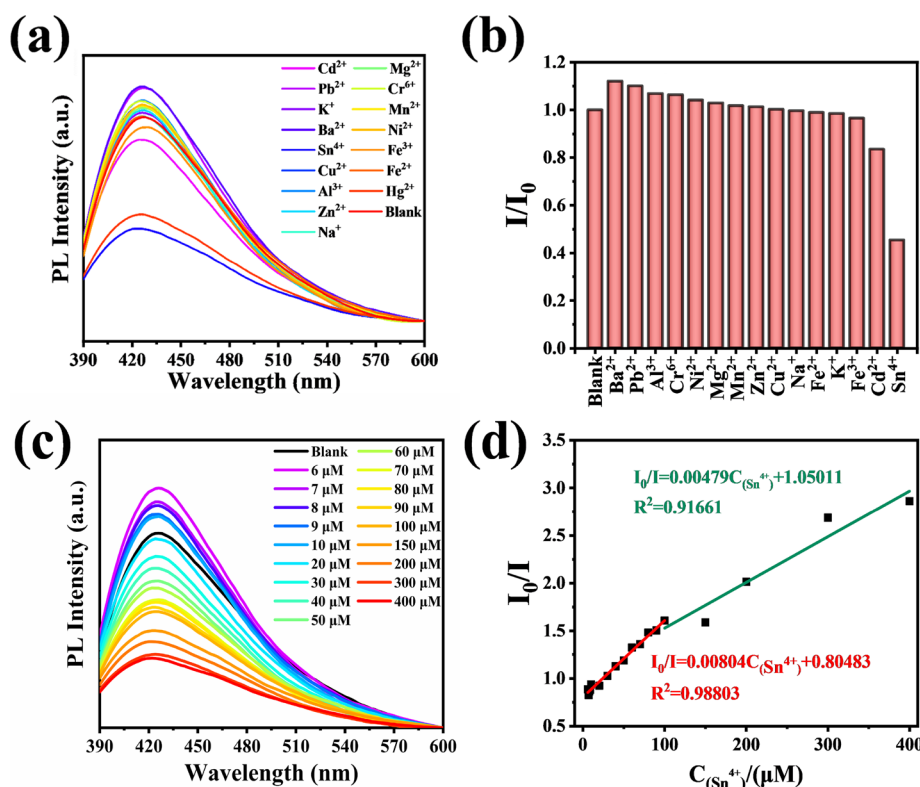 (a)
PL Intensity (a.u.)
Cd²⁺ Mg²⁺
Pb²⁺ Cr⁶⁺
K⁺ Mn²⁺
Ba²⁺ Ni²⁺
Sn⁴⁺ Fe³⁺
Cu²⁺ Fe²⁺
Al³⁺ Hg²⁺
Zn²⁺ Blank
Na⁺
390 420 450 480 510 540 570 600
Wavelength (nm)
(b)
I/I₀
1.2
1.0
0.8
0.6
0.4
0.2
0.0
Blank Ba²⁺ Pb²⁺ Al³⁺ Cr⁶⁺ Ni²⁺ Mg²⁺ Mn²⁺ Zn²⁺ Cu²⁺ Na⁺ Fe²⁺ K⁺ Fe³⁺ Cd²⁺ Sn⁴⁺
(c)
PL Intensity (a.u.)
Blank 60 μM
6 μM 70 μM
7 μM 80 μM
8 μM 90 μM
9 μM 100 μM
10 μM 150 μM
20 μM 200 μM
30 μM 300 μM
40 μM 400 μM
50 μM
390 420 450 480 510 540 570 600
Wavelength (nm)
(d)
I₀/I
3.5
3.0
2.5
2.0
1.5
1.0
0.5
I₀/I=0.00479C(Sn⁴⁺)+1.05011
R²=0.91661
I₀/I=0.00804C(Sn⁴⁺)+0.80483
R²=0.98803
0 100 200 300 400
C(Sn⁴⁺)/(μM)